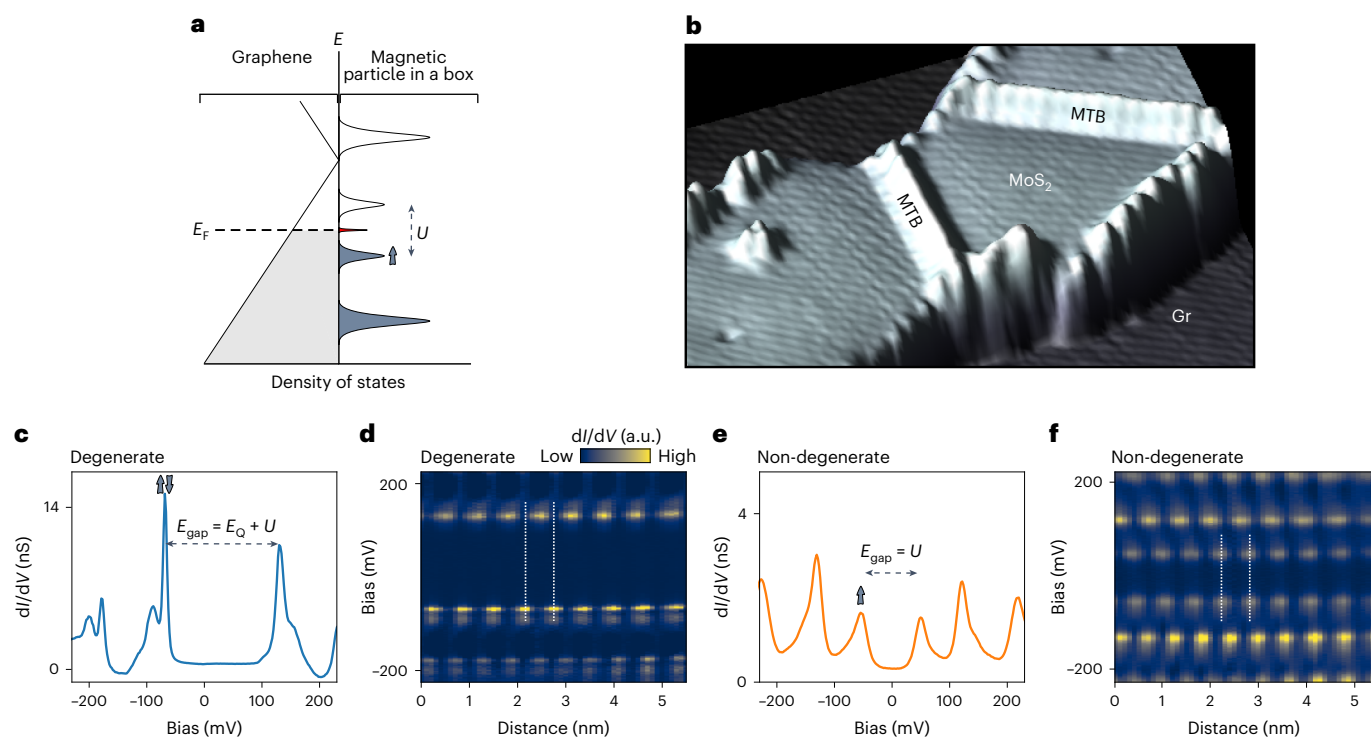 a
E
Graphene
Magnetic
particle in a box
E_F
U
Density of states
b
MTB
MoS₂
MTB
Gr
c
Degenerate
14
E_gap = E_Q + U
dI/dV (nS)
0
−200
−100
0
100
200
Bias (mV)
d
dI/dV (a.u.)
Degenerate
Low
High
200
Bias (mV)
−200
0
1
2
3
4
5
Distance (nm)
e
Non-degenerate
4
E_gap = U
dI/dV (nS)
0
−200
−100
0
100
200
Bias (mV)
f
Non-degenerate
200
Bias (mV)
−200
0
1
2
3
4
5
Distance (nm)